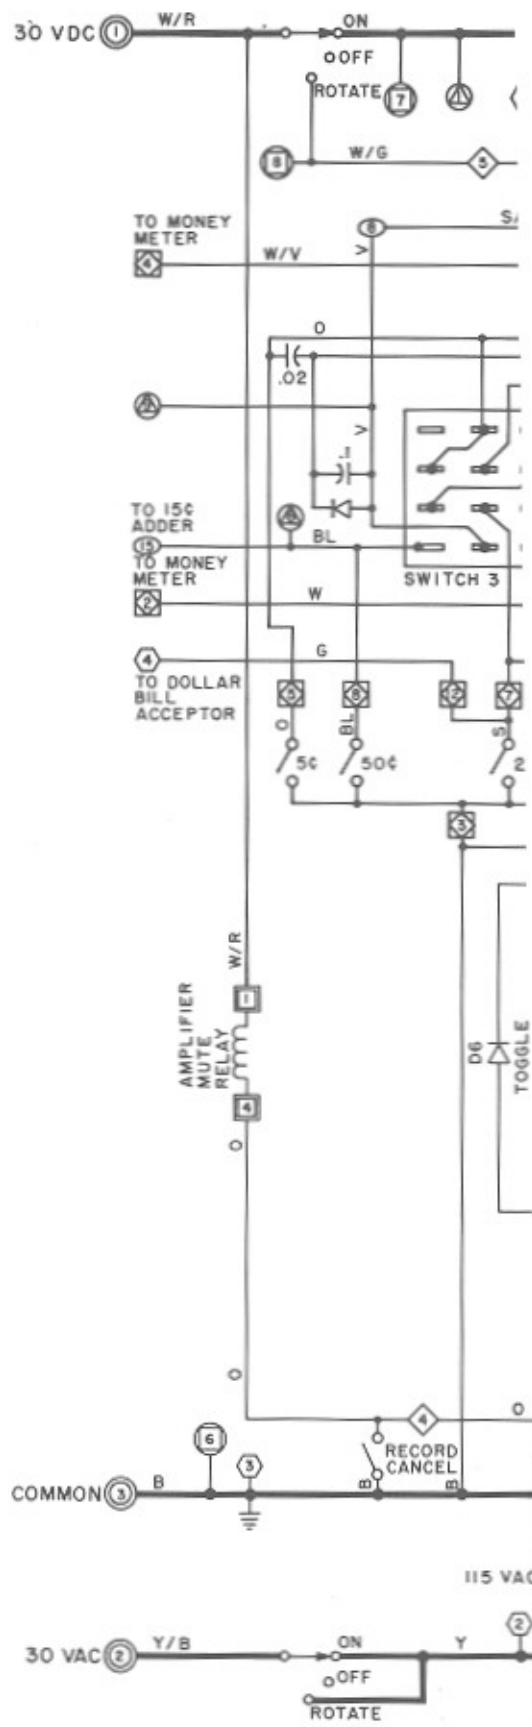 30 VDC 1 W/R ON
OFF
ROTATE 7
8 W/G 5
TO MONEY
METER
4 W/V
6
V
O
.02
V
.1
TO 15¢
ADDER
15 BL
TO MONEY
METER
2 W
SWITCH 3
4 G
TO DOLLAR
BILL
ACCEPTOR
5 8 2 7
O BL S
5¢ 50¢ 2
3
W/R
1
AMPLIFIER
MUTE
RELAY
4
O
D6
TOGGLE
O
4 O
6 3
RECORD
CANCEL
COMMON 3 B B B
115 VAC
2
30 VAC 2 Y/B ON Y
OFF
ROTATE